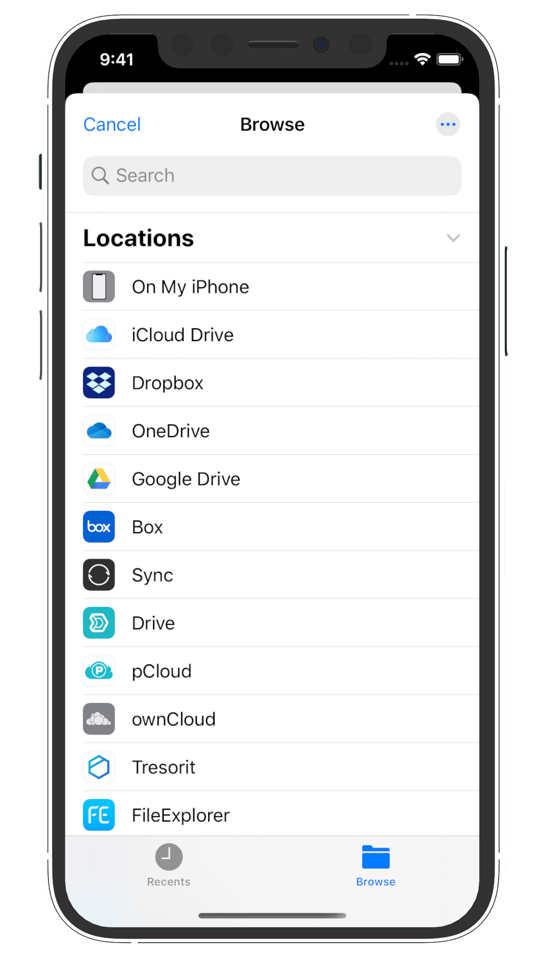 9:41
Cancel
Browse
Search
Locations
On My iPhone
iCloud Drive
Dropbox
OneDrive
Google Drive
box
Box
Sync
Drive
P
pCloud
ownCloud
Tresorit
FE
FileExplorer
Recents
Browse